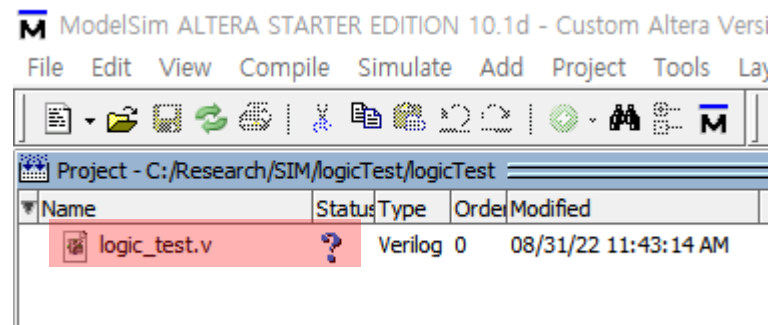 ModelSim ALTERA STARTER EDITION 10.1d - Custom Altera Versi
File Edit View Compile Simulate Add Project Tools Lay
Project - C:/Research/SIM/logicTest/logicTest
Name Status Type Order Modified
logic_test.v ? Verilog 0 08/31/22 11:43:14 AM